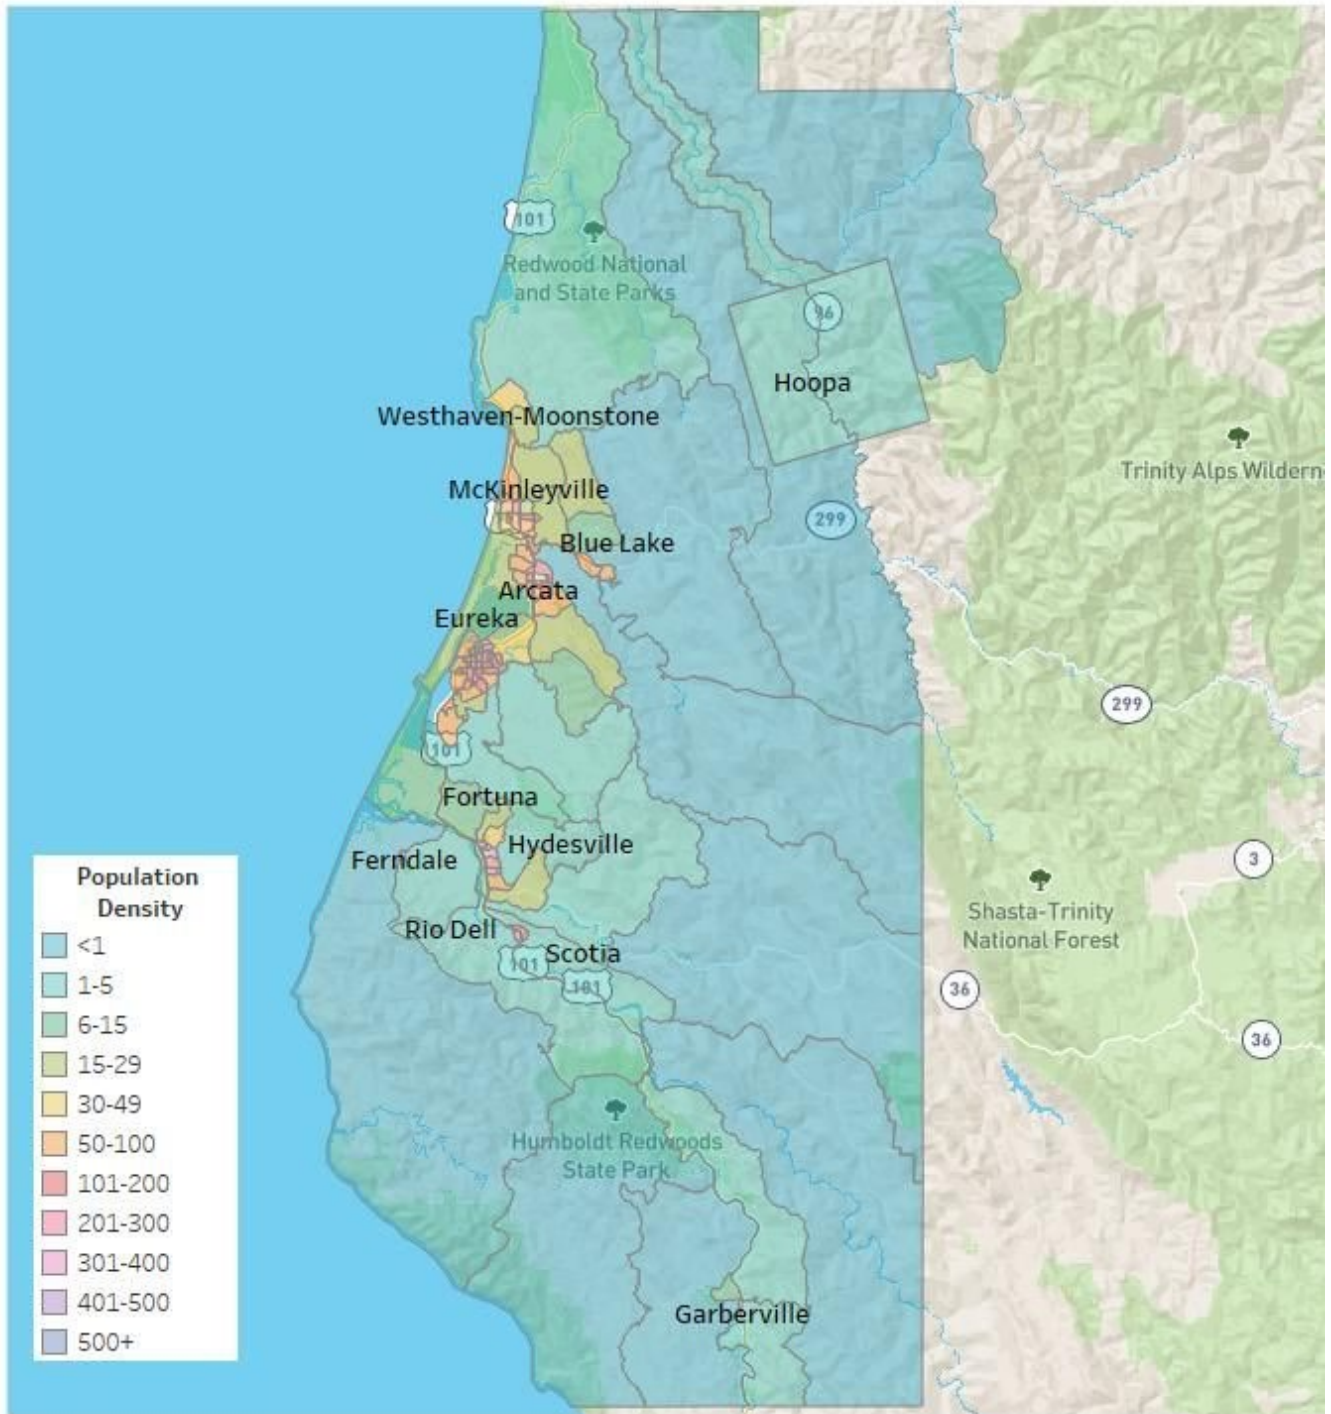 101
Redwood National
and State Parks
96
Hoopa
Westhaven-Moonstone
Trinity Alps Wildern
McKinleyville
299
Blue Lake
Arcata
Eureka
299
101
Fortuna
Hydesville
Ferndale
3
Shasta-Trinity
National Forest
Rio Dell
Scotia
101
101
36
36
Humboldt Redwoods
State Park
Garberville
Population
Density
<1
1-5
6-15
15-29
30-49
50-100
101-200
201-300
301-400
401-500
500+